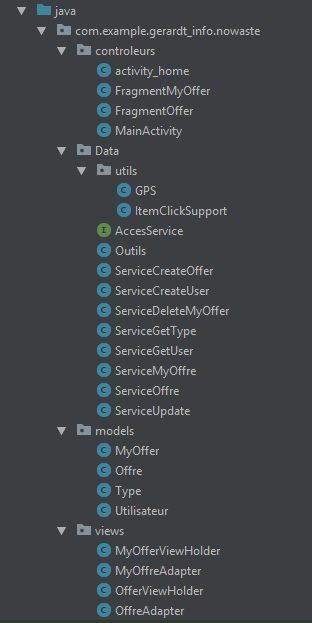 java
com.example.gerardt_info.nowaste
controleurs
activity_home
FragmentMyOffer
FragmentOffer
MainActivity
Data
utils
GPS
ItemClickSupport
AccesService
Outils
ServiceCreateOffer
ServiceCreateUser
ServiceDeleteMyOffer
ServiceGetType
ServiceGetUser
ServiceMyOffre
ServiceOffre
ServiceUpdate
models
MyOffer
Offre
Type
Utilisateur
views
MyOfferViewHolder
MyOffreAdapter
OfferViewHolder
OffreAdapter